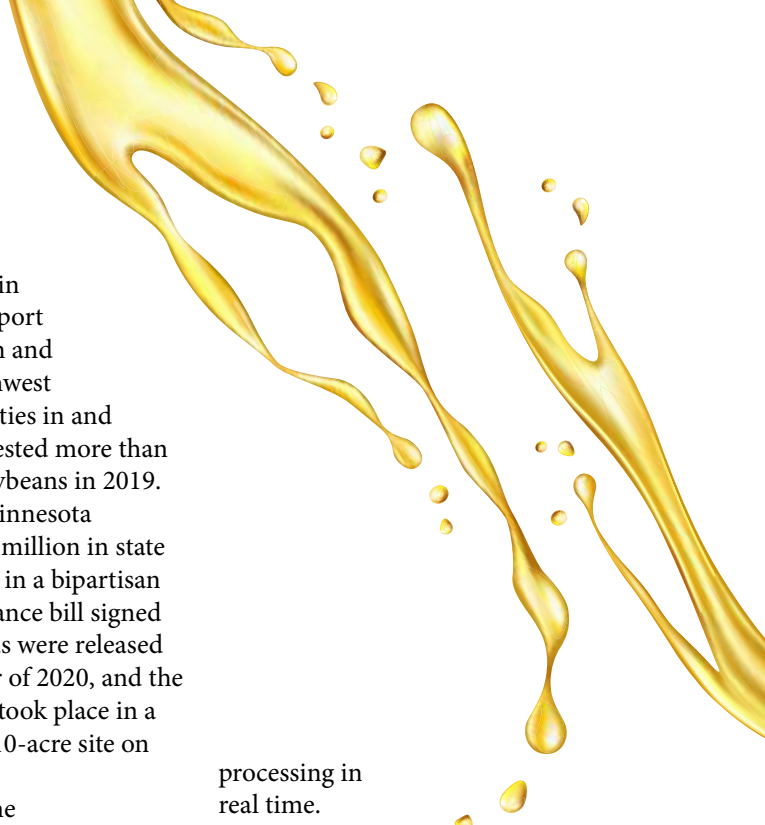 in
port
and
west
ties in and
ested more than
ybeans in 2019.
innesota
million in state
in a bipartisan
ance bill signed
s were released
of 2020, and the
took place in a
0-acre site on
ne
processing in
real time.